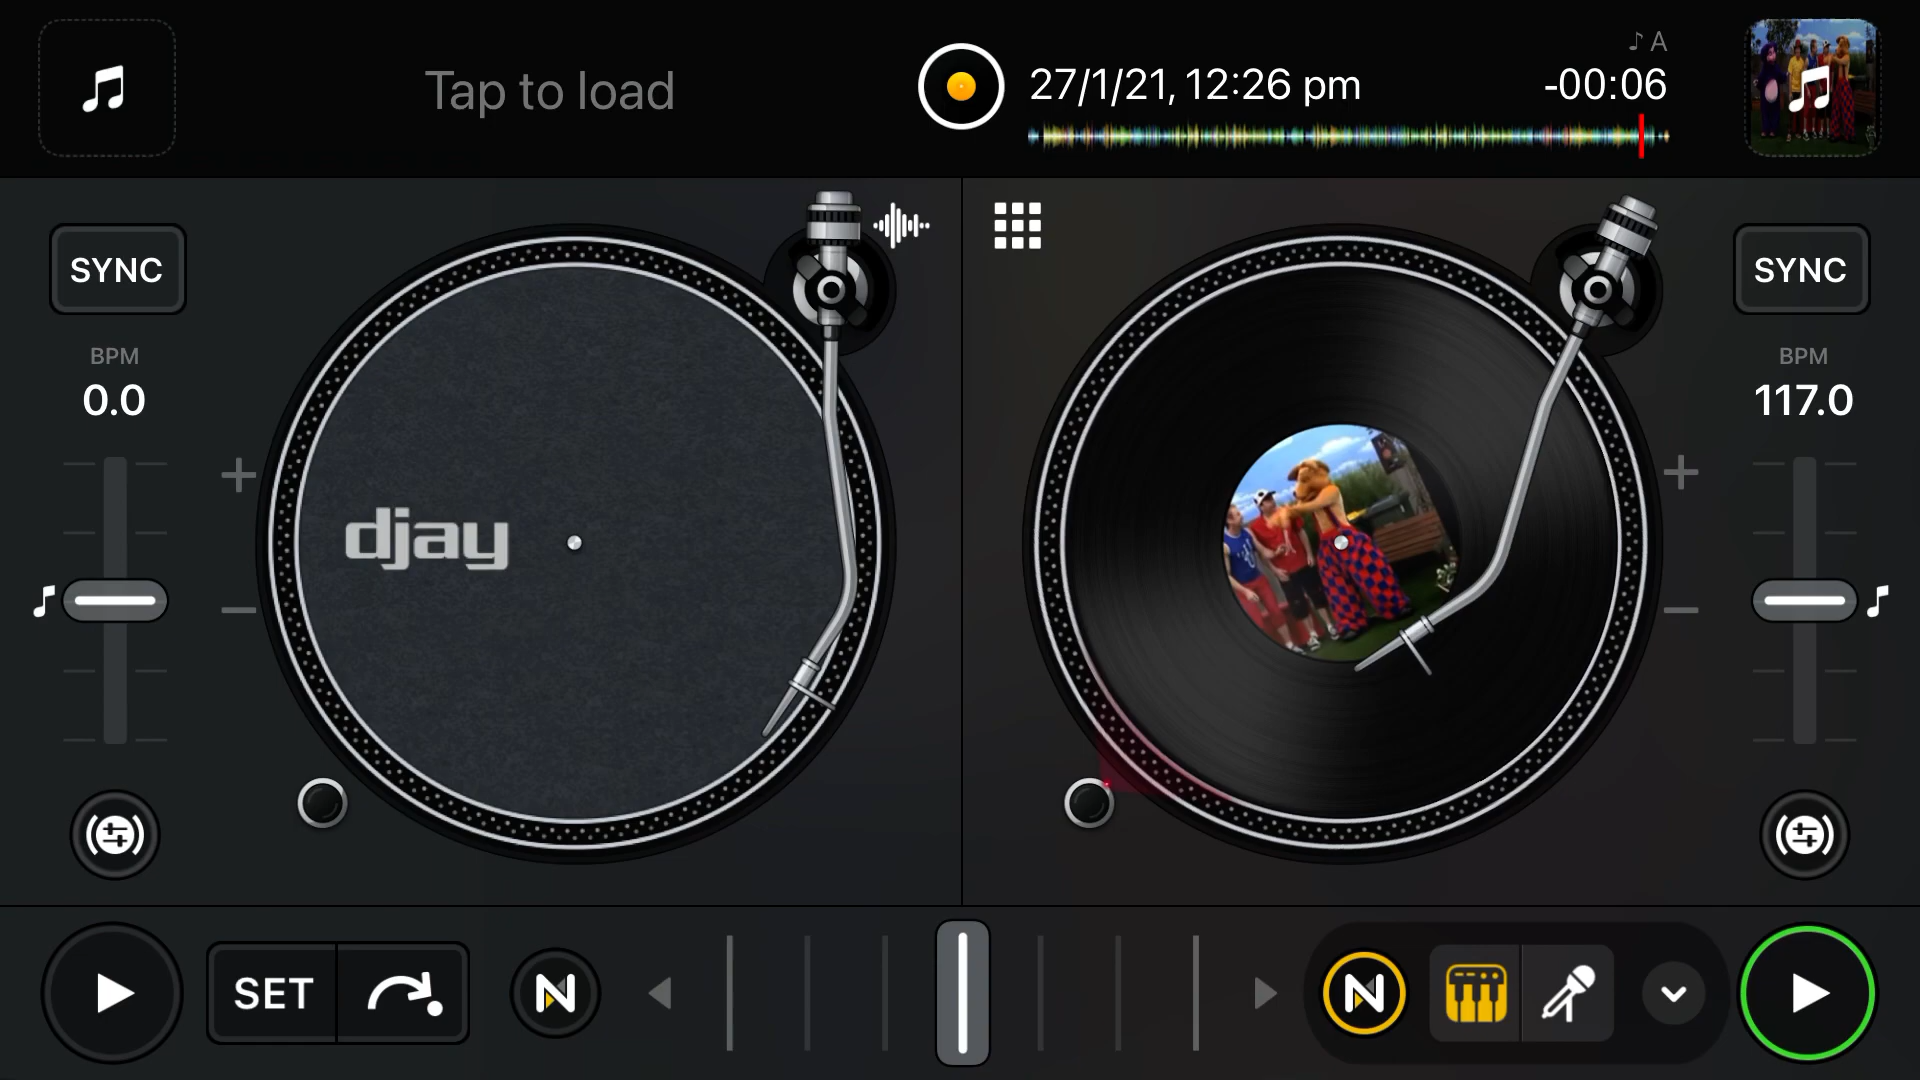 Tap to load
27/1/21, 12:26 pm
♪ A
-00:06
SYNC
BPM
0.0
djay
SYNC
BPM
117.0
SET